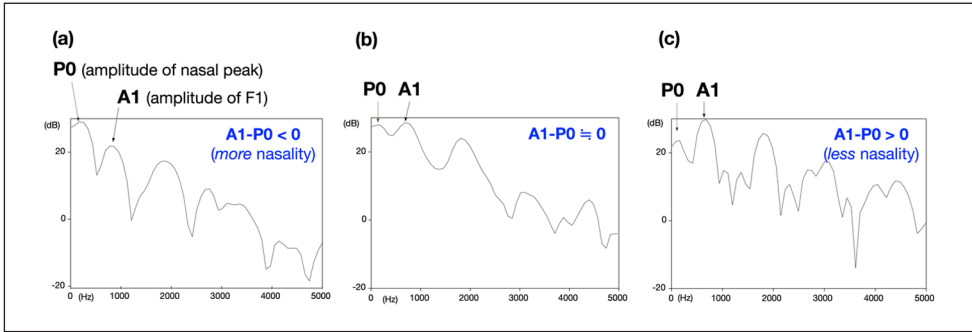 (a)
P0 (amplitude of nasal peak)
A1 (amplitude of F1)
(dB)
A1-P0 < 0
(more nasality)
20
0
-20
0 (Hz) 1000 2000 3000 4000 5000
(b)
P0 A1
(dB)
A1-P0 ≒ 0
20
0
-20
0 (Hz) 1000 2000 3000 4000 5000
(c)
P0 A1
(dB)
A1-P0 > 0
(less nasality)
20
0
-20
0 (Hz) 1000 2000 3000 4000 5000